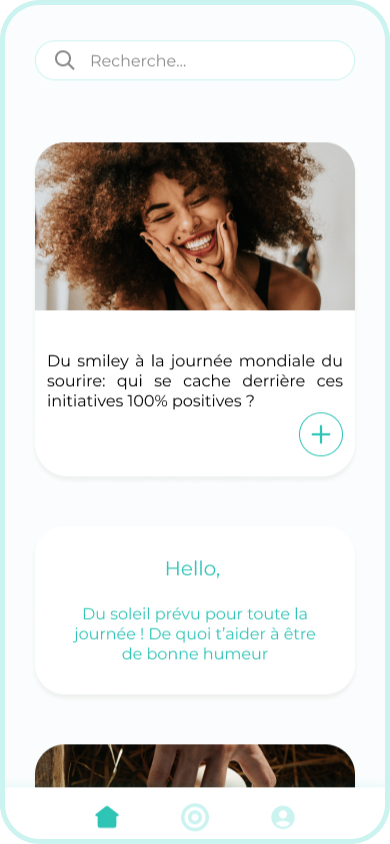 Recherche...
Du smiley à la journée mondiale du
sourire: qui se cache derrière ces
initiatives 100% positives ?
Hello,
Du soleil prévu pour toute la
journée ! De quoi t'aider à être
de bonne humeur